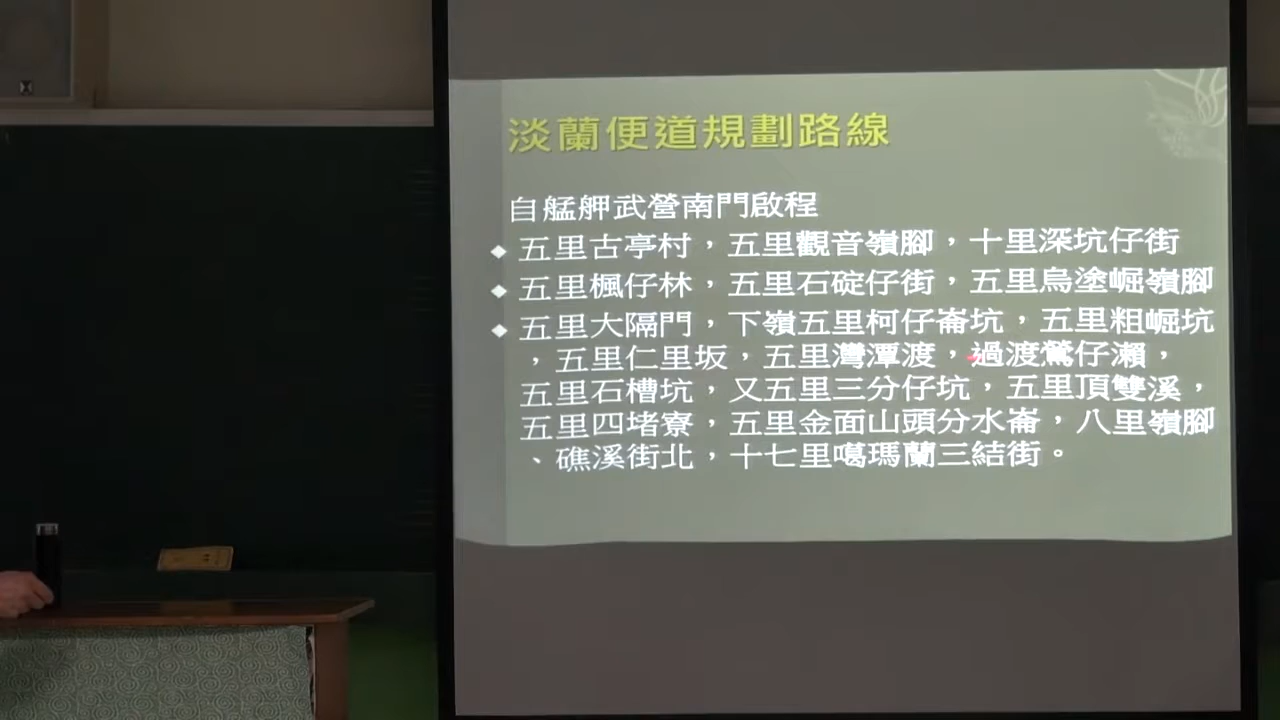 淡蘭便道規劃路線
自艋舺武營南門啟程
五里古亭村，五里觀音嶺腳，十里深坑仔街
五里楓仔林，五里石碇仔街，五里烏塗崛嶺腳
五里大隔門，下嶺五里柯仔崙坑，五里粗崛坑
，五里仁里坂，五里灣潭渡，過渡鶯仔瀨，
五里石槽坑，又五里三分仔坑，五里頂雙溪，
五里四堵寮，五里金面山頭分水崙，八里嶺腳
、礁溪街北，十七里噶瑪蘭三結街。